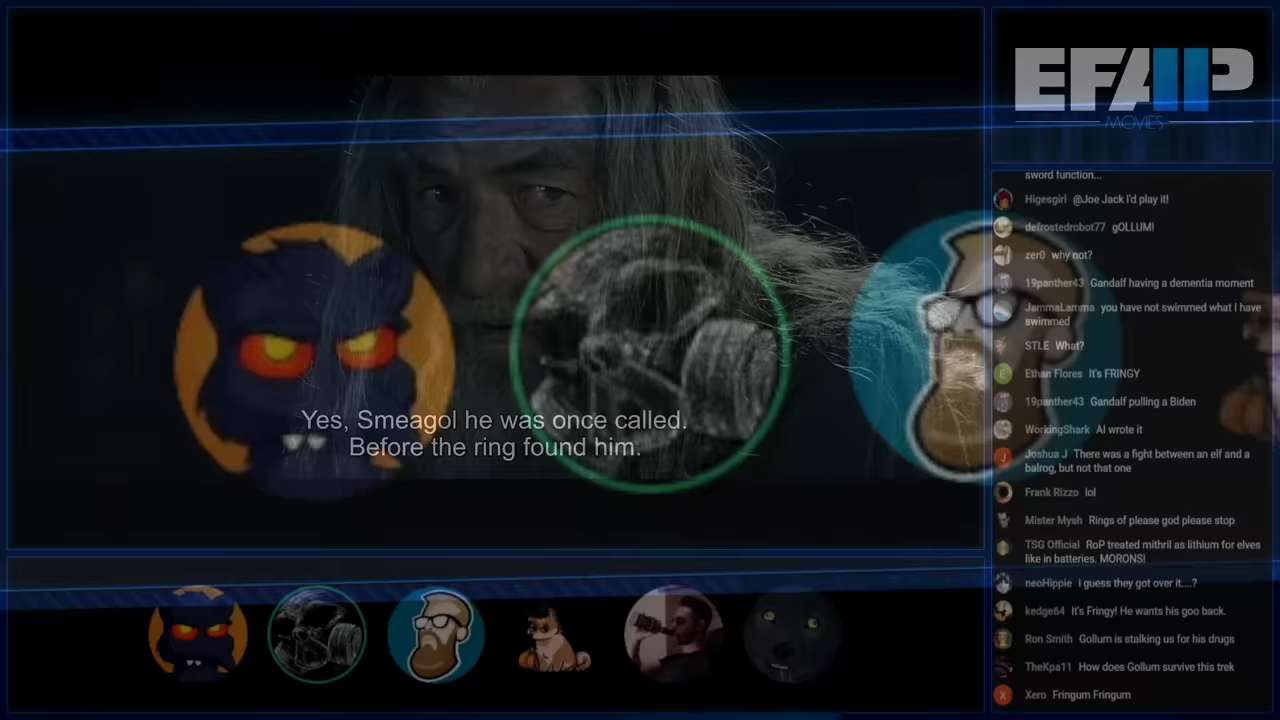 EFAP
MOVIES
sword function...
Higesgirl @Joe Jack I'd play it!
defrostedrobot77 gOLLUM!
zer0 why not?
19panther43 Gandalf having a dementia moment
JammaLamma you have not swimmed what I have
swimmed
STLE What?
E Ethan Flores It's FRINGY
19panther43 Gandalf pulling a Biden
WorkingShark AI wrote it
J Joshua J There was a fight between an elf and a
balrog, but not that one
Frank Rizzo lol
Mister Mysh Rings of please god please stop
TSG Official RoP treated mithril as lithium for elves
like in batteries. MORONS!
neoHippie i guess they got over it....?
kedge64 It's Fringy! He wants his goo back.
Ron Smith Gollum is stalking us for his drugs
TheKpa11 How does Gollum survive this trek
X Xero Fringum Fringum
Yes, Smeagol he was once called.
Before the ring found him.